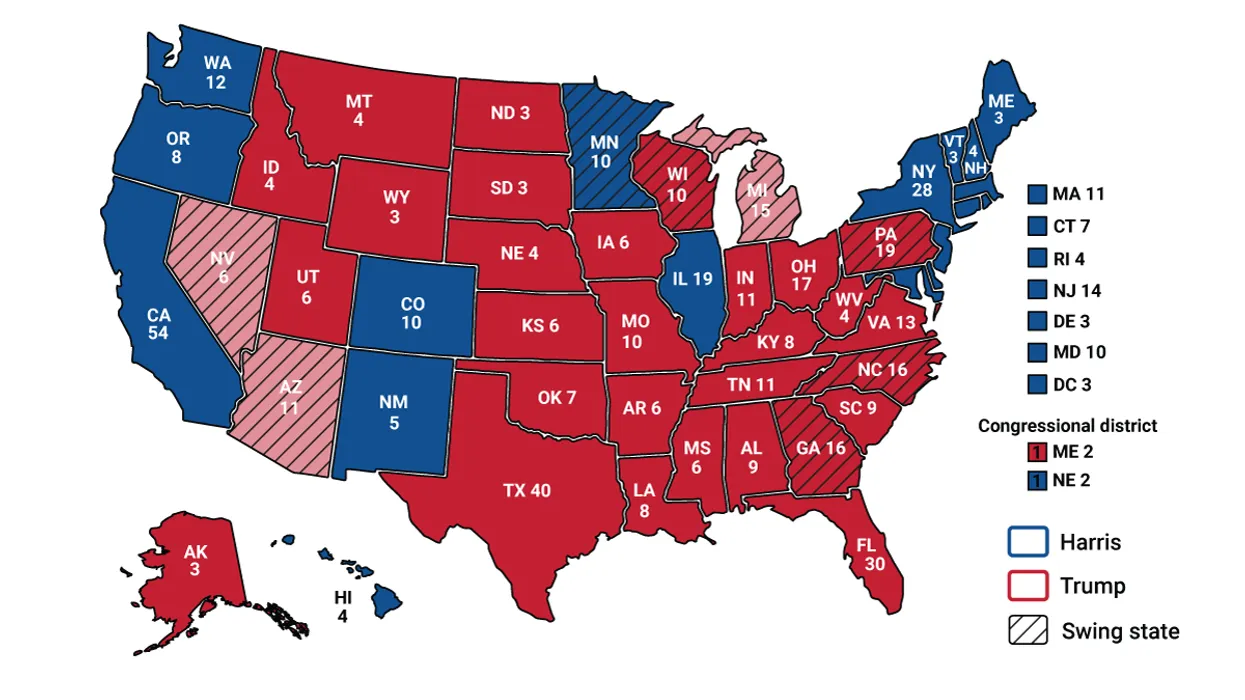 WA
12
OR
8
CA
54
ID
4
NV
6
MT
4
WY
3
UT
6
AZ
11
CO
10
NM
5
ND 3
SD 3
NE 4
KS 6
OK 7
TX 40
MN
10
IA 6
MO
10
AR 6
LA
8
WI
10
IL 19
MI
15
IN
11
OH
17
KY 8
TN 11
MS
6
AL
9
GA 16
FL
30
SC 9
NC 16
VA 13
WV
4
PA
19
NY
28
VT
3
4
NH
ME
3
AK
3
HI
4
MA 11
CT 7
RI 4
NJ 14
DE 3
MD 10
DC 3
Congressional district
1 ME 2
1 NE 2
Harris
Trump
Swing state